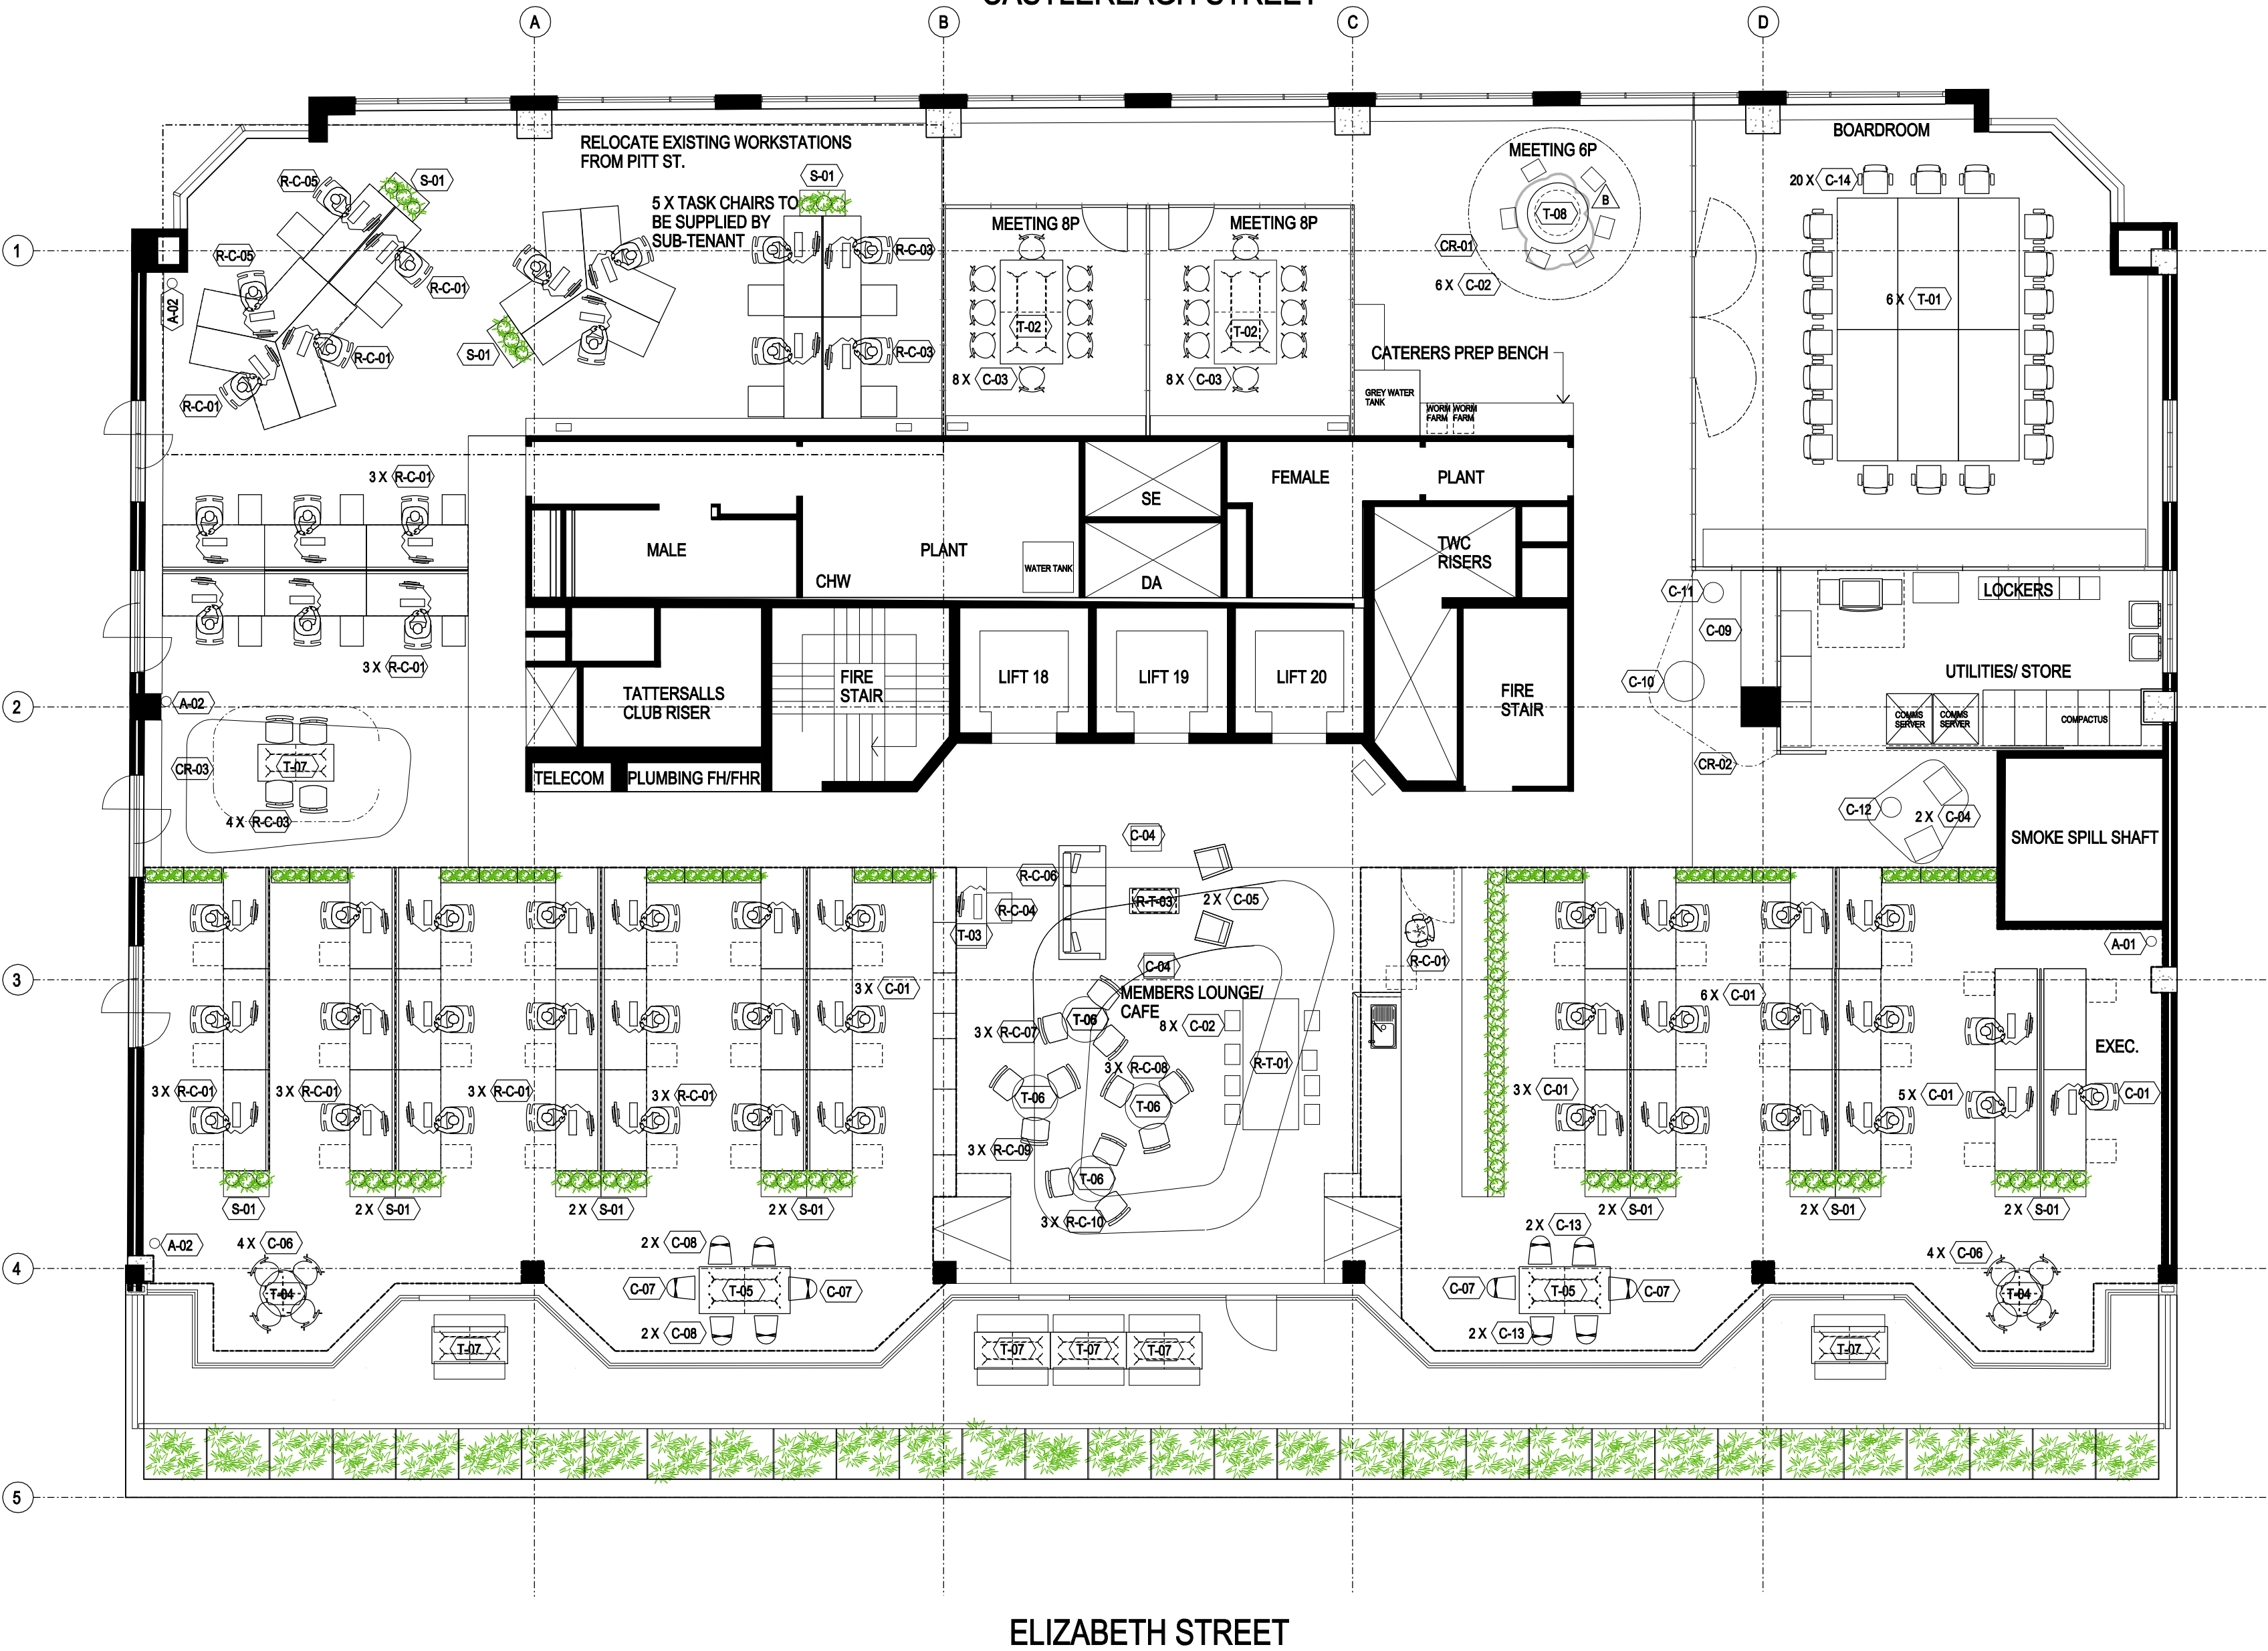 CASTLEREAGH STREET
A
B
C
D
BOARDROOM
RELOCATE EXISTING WORKSTATIONS
FROM PITT ST.
MEETING 6P
R-C-05
S-01
S-01
20 X C-14
5 X TASK CHAIRS TO
BE SUPPLIED BY
SUB-TENANT
B
T-08
MEETING 8P
MEETING 8P
1
R-C-05
R-C-03
CR-01
R-C-01
6 X C-02
A-02
6 X T-01
T-02
T-02
R-C-01
S-01
R-C-03
CATERERS PREP BENCH
8 X C-03
8 X C-03
GREY WATER
TANK
R-C-01
WORM
FARM
WORM
FARM
3 X R-C-01
FEMALE
PLANT
SE
MALE
PLANT
TWC
RISERS
WATER TANK
CHW
DA
C-11
LOCKERS
C-09
3 X R-C-01
LIFT 18
LIFT 19
LIFT 20
FIRE
STAIR
UTILITIES/ STORE
C-10
TATTERSALLS
CLUB RISER
FIRE
STAIR
2
A-02
COMMS
SERVER
COMMS
SERVER
COMPACTUS
CR-03
T-07
CR-02
TELECOM
PLUMBING FH/FHR
4 X R-C-03
C-12
2 X C-04
C-04
SMOKE SPILL SHAFT
R-C-06
R-T-03
2 X C-05
R-C-04
T-03
A-01
R-C-01
3
C-04
3 X C-01
MEMBERS LOUNGE/
CAFE
6 X C-01
T-06
3 X R-C-07
8 X C-02
EXEC.
3 X R-C-08
R-T-01
3 X R-C-01
3 X R-C-01
3 X R-C-01
3 X R-C-01
T-06
T-06
3 X C-01
5 X C-01
C-01
3 X R-C-09
T-06
S-01
2 X S-01
2 X S-01
2 X S-01
3 X R-C-10
2 X S-01
2 X S-01
2 X S-01
A-02
4 X C-06
2 X C-08
2 X C-13
4 X C-06
4
T-04
C-07
T-05
C-07
C-07
T-05
C-07
T-04
2 X C-08
2 X C-13
T-07
T-07
T-07
T-07
T-07
5
ELIZABETH STREET